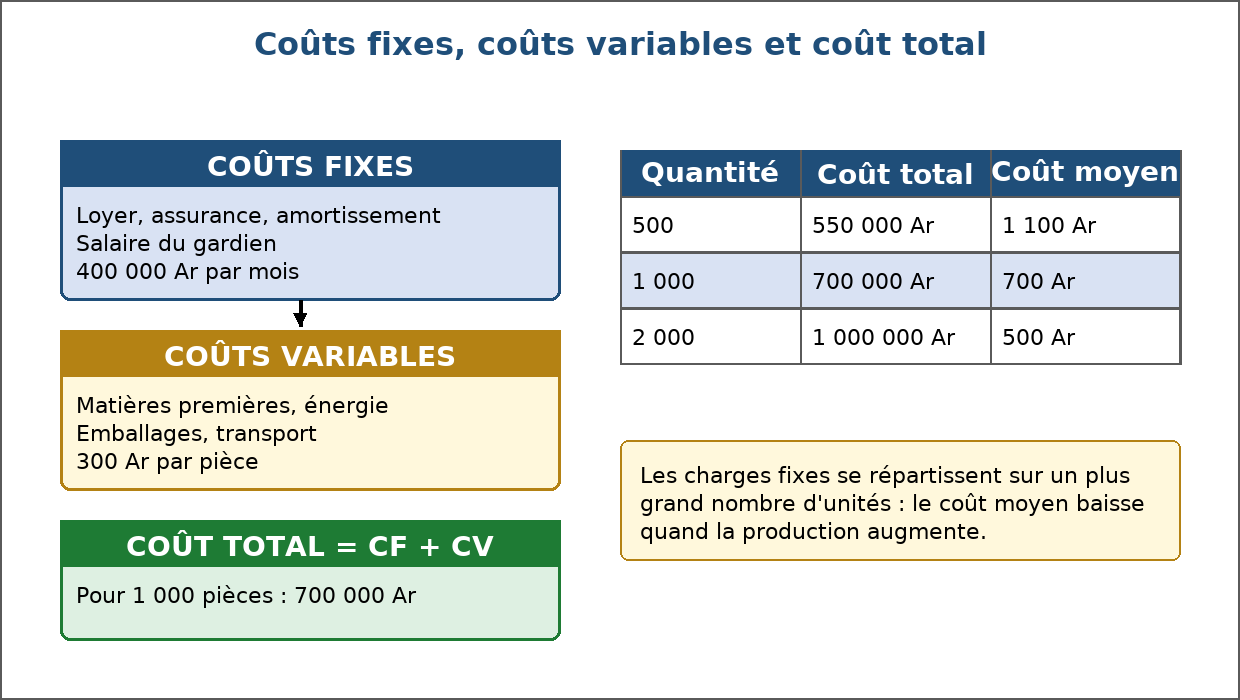 Coûts fixes, coûts variables et coût total
COÛTS FIXES
Loyer, assurance, amortissement
Salaire du gardien
400 000 Ar par mois
COÛTS VARIABLES
Matières premières, énergie
Emballages, transport
300 Ar par pièce
COÛT TOTAL = CF + CV
Pour 1 000 pièces : 700 000 Ar
Quantité Coût total Coût moyen
500 550 000 Ar 1 100 Ar
1 000 700 000 Ar 700 Ar
2 000 1 000 000 Ar 500 Ar
Les charges fixes se répartissent sur un plus
grand nombre d'unités : le coût moyen baisse
quand la production augmente.